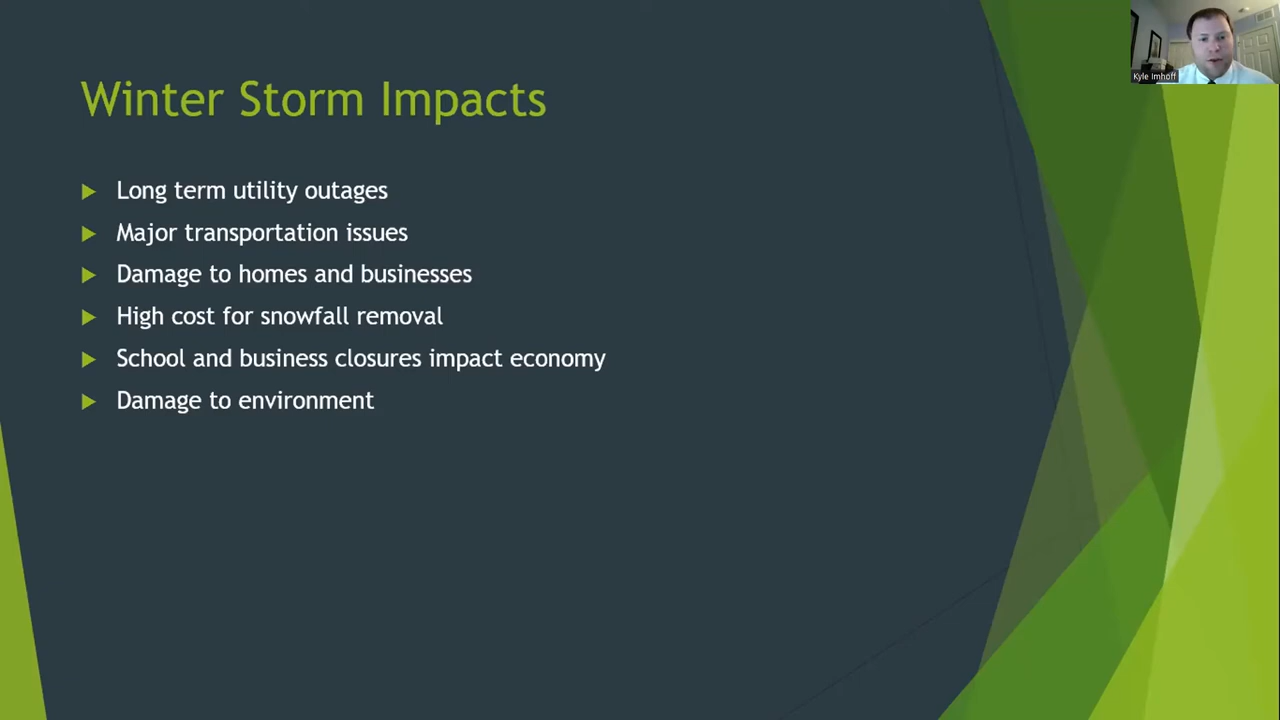 Winter Storm Impacts
Long term utility outages
Major transportation issues
Damage to homes and businesses
High cost for snowfall removal
School and business closures impact economy
Damage to environment
Kyle Imhoff